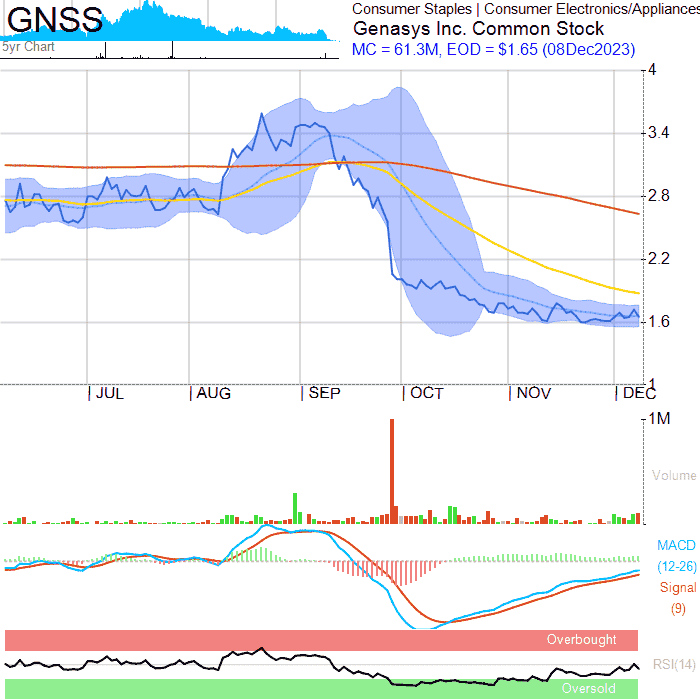 GNSS
5yr Chart
Consumer Staples | Consumer Electronics/Appliances
Genasys Inc. Common Stock
MC = 61.3M, EOD = $1.65 (08Dec2023)
4
3.4
2.8
2.2
1.6
1
JUL AUG SEP OCT NOV DEC
1M
Volume
MACD
(12-26)
Signal
(9)
Overbought
RSI(14)
Oversold